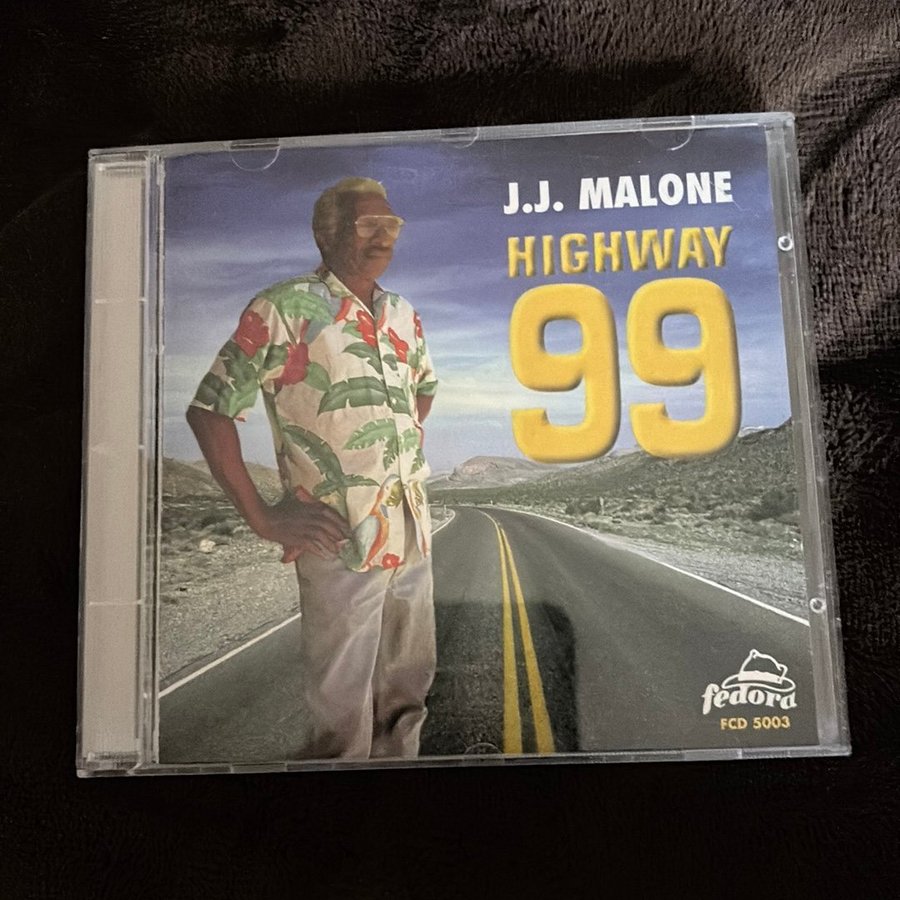 J.J. MALONE
HIGHWAY
99
fedora
FCD 5003